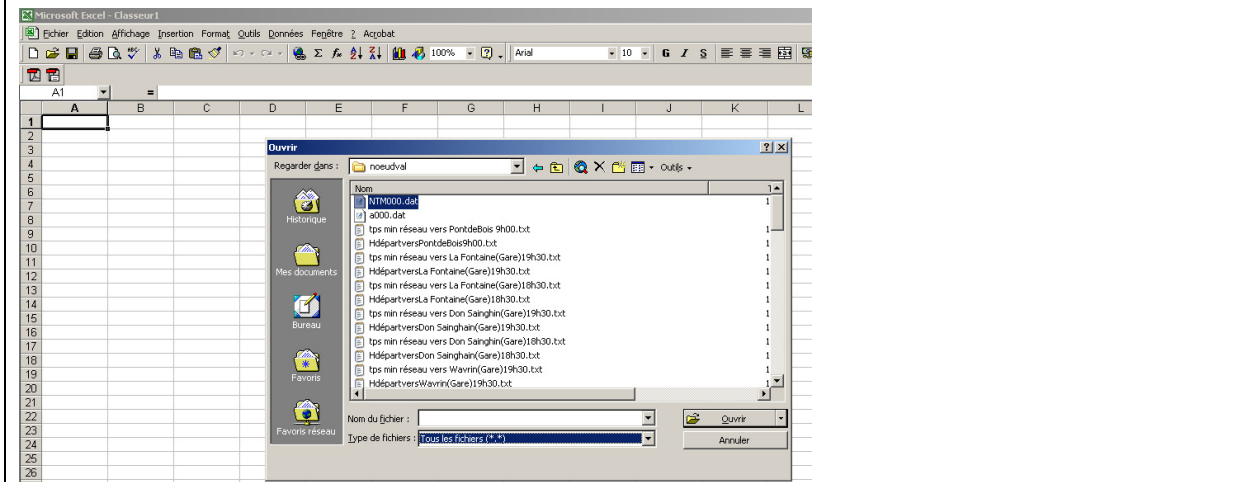 Microsoft Excel - Classeur1
Fichier Edition Affichage Insertion Format Outils Données Fenêtre ? Acrobat
100% Arial 10 G I S
A1 =
A B C D E F G H I J K L
1
2
3
4
5
6
7
8
9
10
11
12
13
14
15
16
17
18
19
20
21
22
23
24
25
26
Ouvrir
Regarder dans : noeudval Outils
Historique
Mes documents
Bureau
Favoris
Favoris réseau
Nom
NTM000.dat
a000.dat
tps min réseau vers PontdeBois 9h00.txt
HdépartversPontdeBois9h00.txt
tps min réseau vers La Fontaine(Gare)19h30.txt
HdépartversLa Fontaine(Gare)19h30.txt
tps min réseau vers La Fontaine(Gare)18h30.txt
HdépartversLa Fontaine(Gare)18h30.txt
tps min réseau vers Don Sainghin(Gare)19h30.txt
HdépartversDon Sainghain(Gare)19h30.txt
tps min réseau vers Don Sainghin(Gare)18h30.txt
HdépartversDon Sainghain(Gare)18h30.txt
tps min réseau vers Wavrin(Gare)19h30.txt
HdépartversWavrin(Gare)19h30.txt
Nom du fichier :
Ouvrir
Type de fichiers : Tous les fichiers (*.*)
Annuler